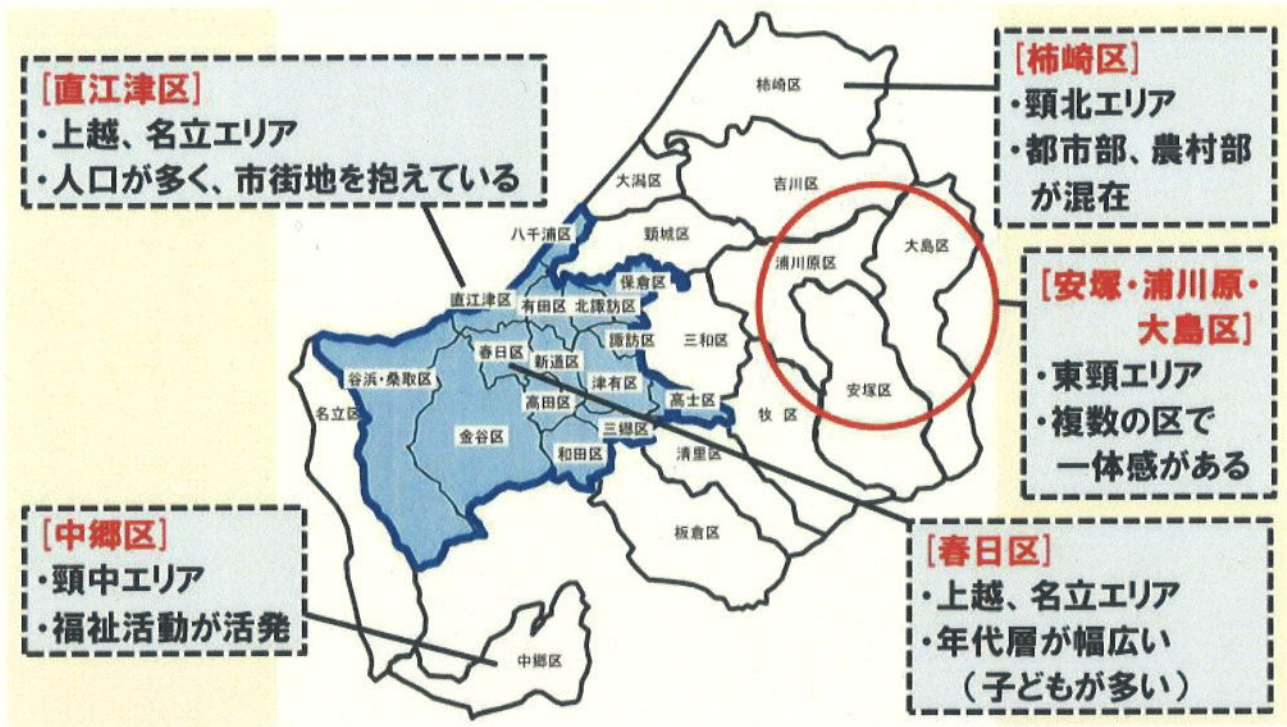 [直江津区]
・上越、名立エリア
・人口が多く、市街地を抱えている
[柿崎区]
・頸北エリア
・都市部、農村部
が混在
[安塚・浦川原・
大島区]
・東頸エリア
・複数の区で
一体感がある
[中郷区]
・頸中エリア
・福祉活動が活発
[春日区]
・上越、名立エリア
・年代層が幅広い
(子どもが多い)
柿崎区
大潟区
吉川区
八千浦区
頸城区
大島区
浦川原区
保倉区
直江津区
有田区
北諏訪区
諏訪区
三和区
春日区
新道区
谷浜・桑取区
津有区
安塚区
高田区
高士区
名立区
牧区
三郷区
金谷区
和田区
清里区
板倉区
中郷区